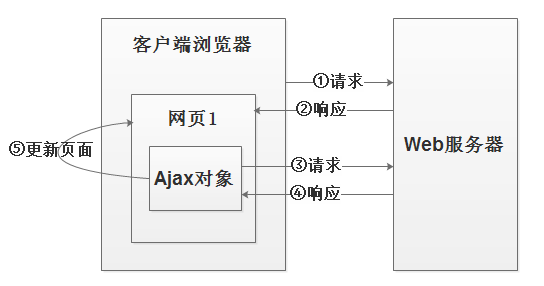 客户端浏览器
①请求
②响应
网页1
Web服务器
⑤更新页面
Ajax对象
③请求
④响应